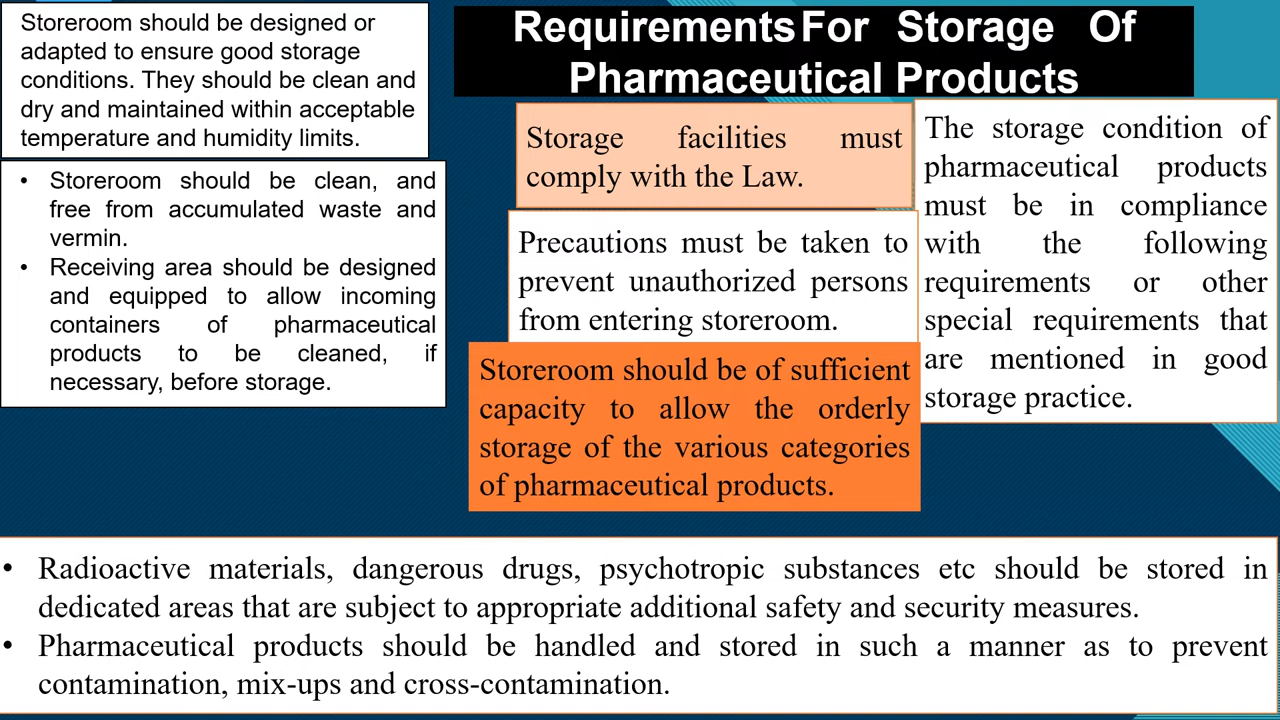 Requirements For Storage Of
Pharmaceutical Products
Storeroom should be designed or
adapted to ensure good storage
conditions. They should be clean and
dry and maintained within acceptable
temperature and humidity limits.
• Storeroom should be clean, and
free from accumulated waste and
vermin.
• Receiving area should be designed
and equipped to allow incoming
containers of pharmaceutical
products to be cleaned, if
necessary, before storage.
Storage facilities must
comply with the Law.
Precautions must be taken to
prevent unauthorized persons
from entering storeroom.
Storeroom should be of sufficient
capacity to allow the orderly
storage of the various categories
of pharmaceutical products.
The storage condition of
pharmaceutical products
must be in compliance
with the following
requirements or other
special requirements that
are mentioned in good
storage practice.
• Radioactive materials, dangerous drugs, psychotropic substances etc should be stored in
dedicated areas that are subject to appropriate additional safety and security measures.
• Pharmaceutical products should be handled and stored in such a manner as to prevent
contamination, mix-ups and cross-contamination.